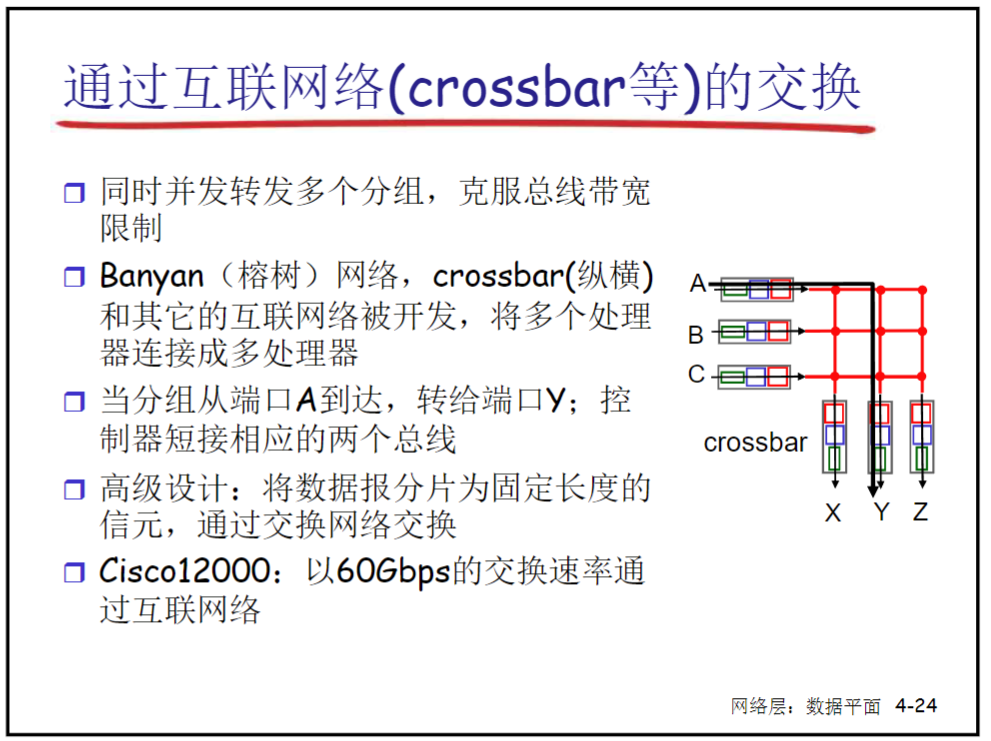 通过互联网络(crossbar等)的交换
同时并发转发多个分组，克服总线带宽
限制
Banyan（榕树）网络，crossbar(纵横)
和其它的互联网络被开发，将多个处理
器连接成多处理器
当分组从端口A到达，转给端口Y；控
制器短接相应的两个总线
高级设计：将数据报分片为固定长度的
信元，通过交换网络交换
Cisco12000：以60Gbps的交换速率通
过互联网络
A
B
C
crossbar
X Y Z
网络层：数据平面 4-24